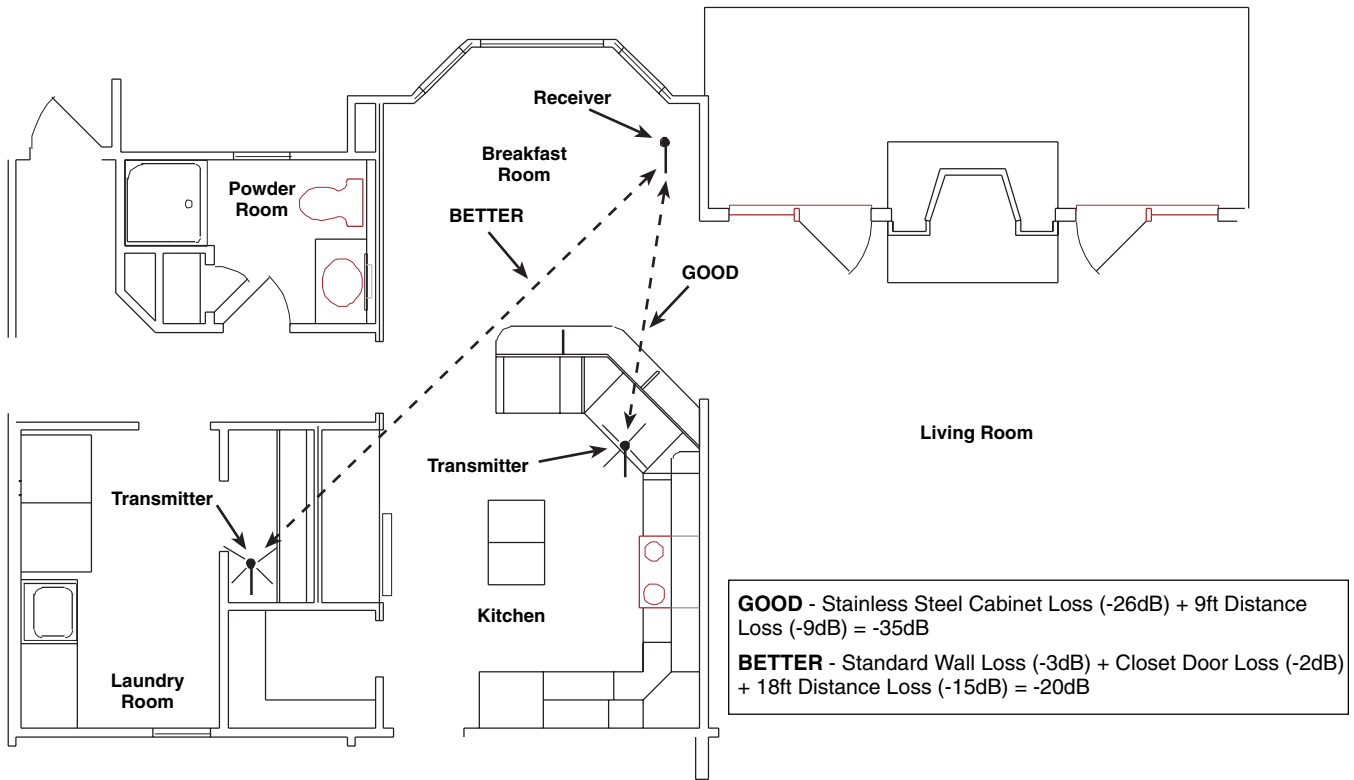 Receiver
Breakfast
Room
Powder
Room
BETTER
GOOD
Living Room
Transmitter
Transmitter
Kitchen
Laundry
Room
GOOD - Stainless Steel Cabinet Loss (-26dB) + 9ft Distance
Loss (-9dB) = -35dB
BETTER - Standard Wall Loss (-3dB) + Closet Door Loss (-2dB)
+ 18ft Distance Loss (-15dB) = -20dB